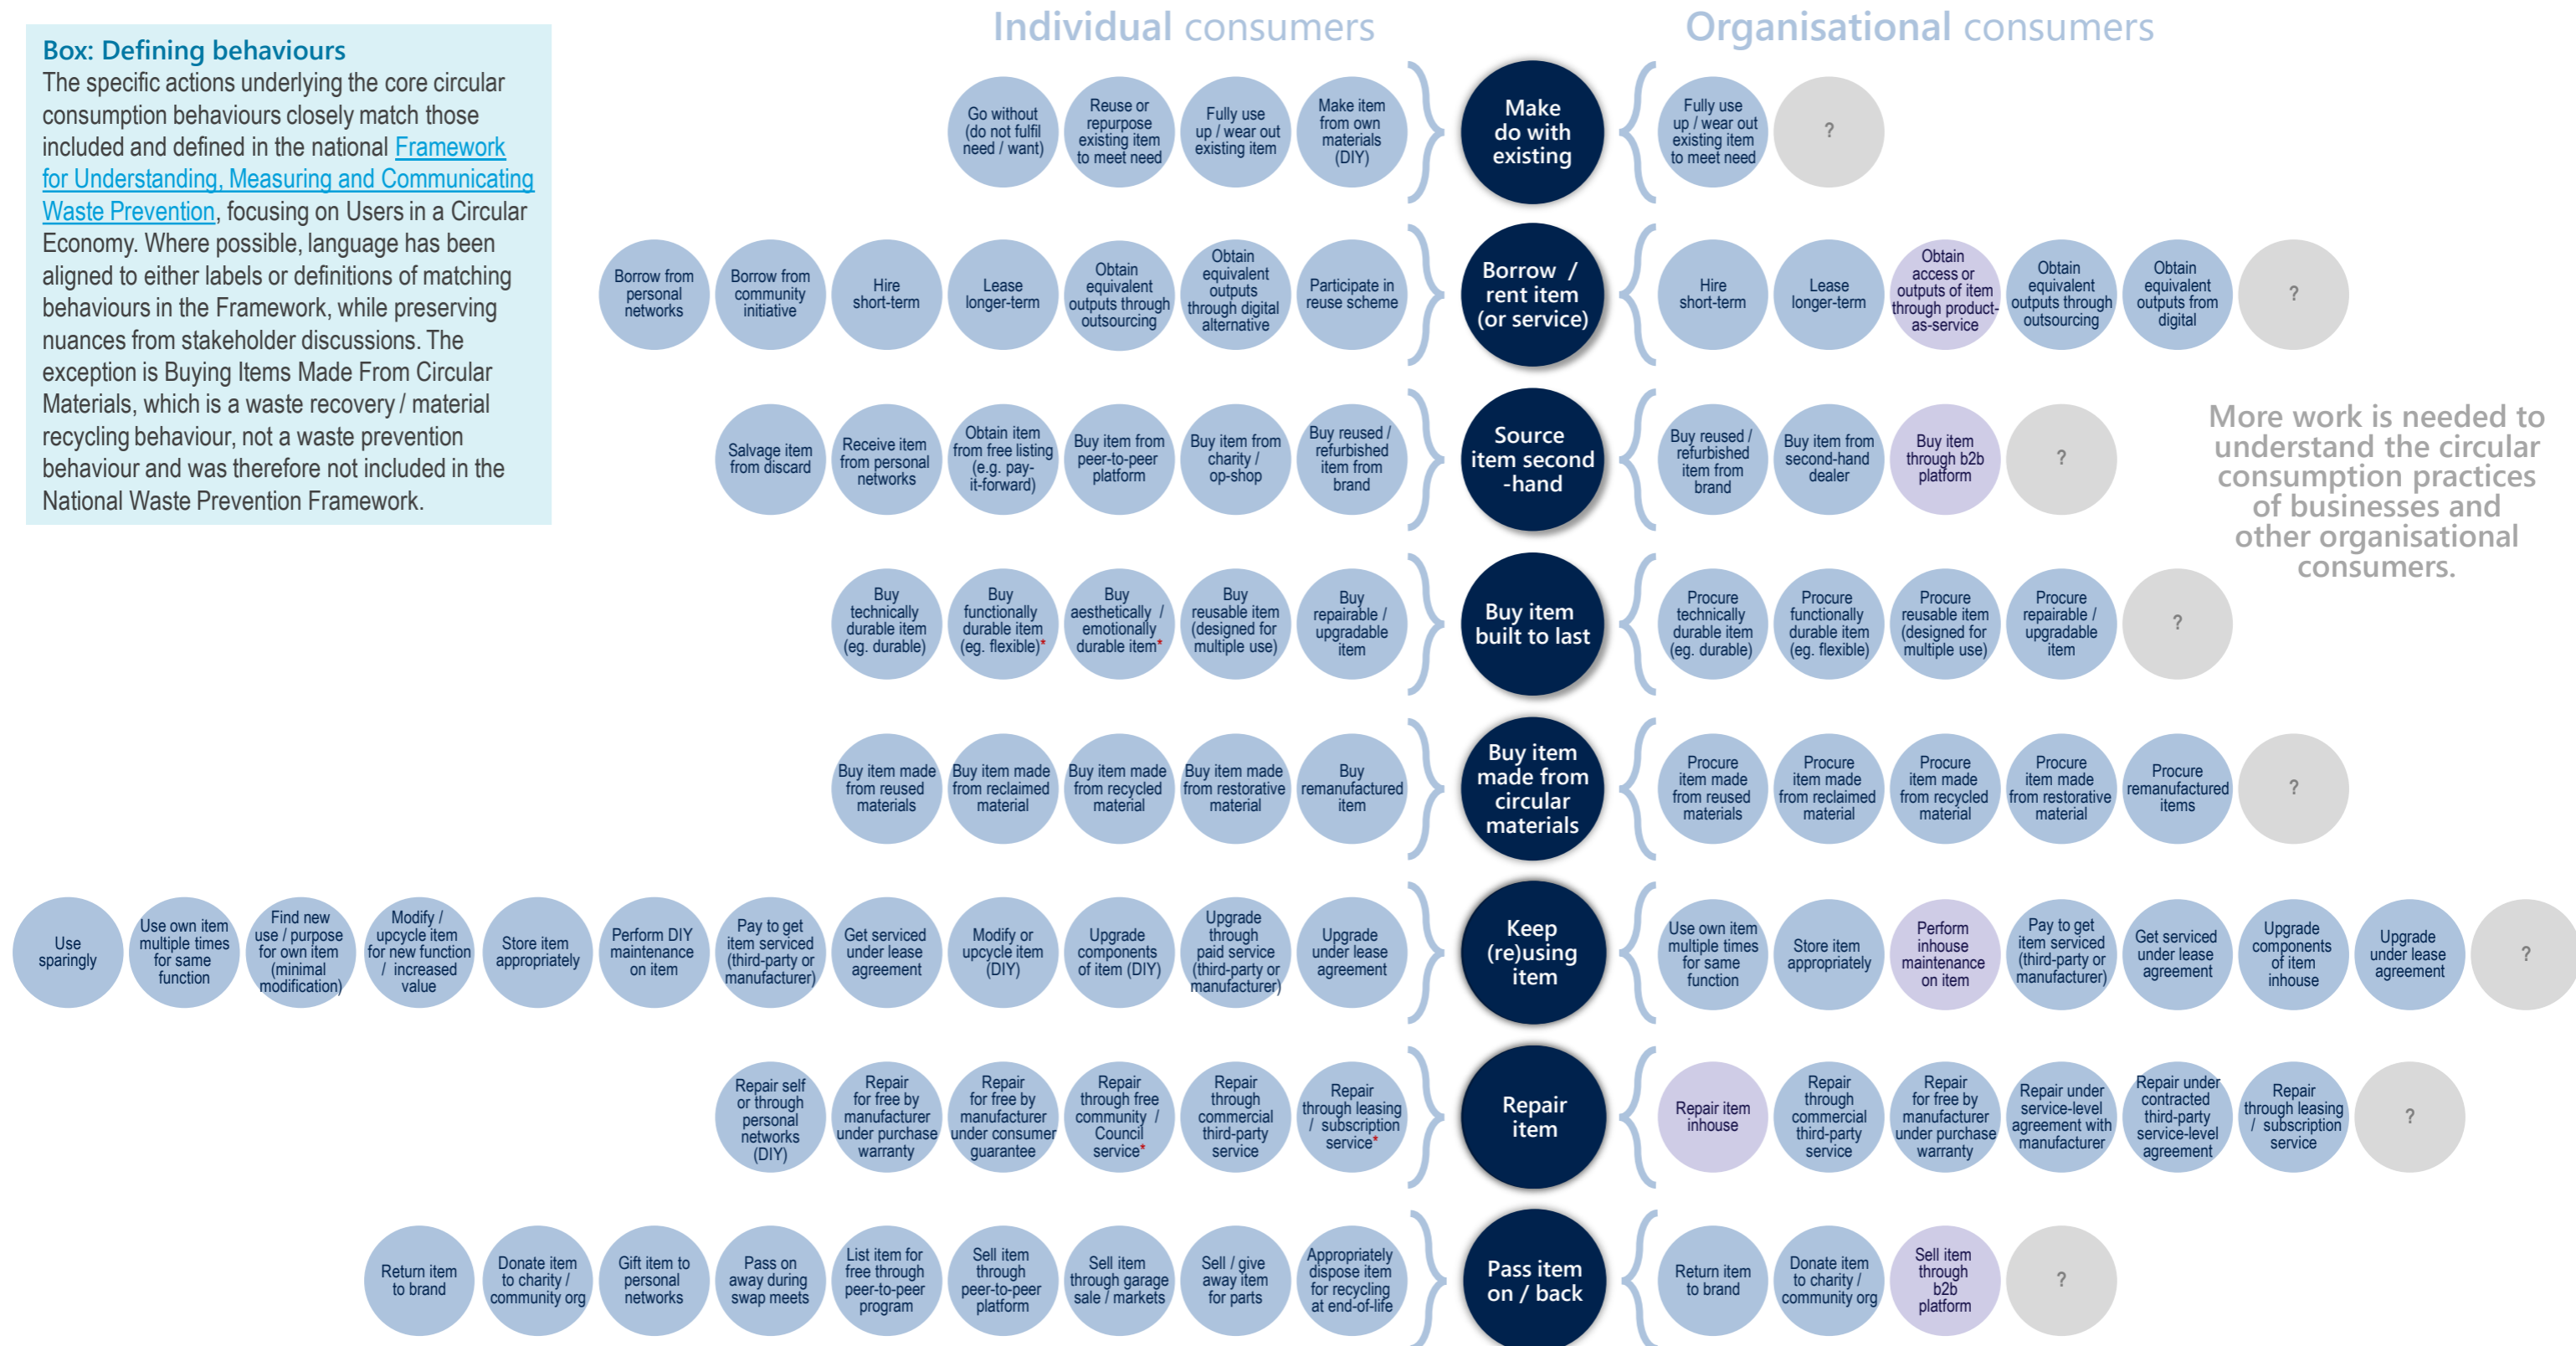 Individual consumers
Organisational consumers
Box: Defining behaviours
The specific actions underlying the core circular
consumption behaviours closely match those
included and defined in the national Framework
for Understanding, Measuring and Communicating
Waste Prevention, focusing on Users in a Circular
Economy. Where possible, language has been
aligned to either labels or definitions of matching
behaviours in the Framework, while preserving
nuances from stakeholder discussions. The
exception is Buying Items Made From Circular
Materials, which is a waste recovery / material
recycling behaviour, not a waste prevention
behaviour and was therefore not included in the
National Waste Prevention Framework.
Go without
(do not fulfil
need / want)
Reuse or
repurpose
existing item
to meet need
Fully use
up / wear out
existing item
Make item
from own
materials
(DIY)
Make
do with
existing
Fully use
up / wear out
existing item
to meet need
?
Borrow from
personal
networks
Borrow from
community
initiative
Hire
short-term
Lease
longer-term
Obtain
equivalent
outputs through
outsourcing
Obtain
equivalent
outputs
through digital
alternative
Participate in
reuse scheme
Borrow /
rent item
(or service)
Hire
short-term
Lease
longer-term
Obtain
access or
outputs of item
through product-
as-service
Obtain
equivalent
outputs through
outsourcing
Obtain
equivalent
outputs from
digital
?
Salvage item
from discard
Receive item
from personal
networks
Obtain item
from free listing
(e.g. pay-
it-forward)
Buy item from
peer-to-peer
platform
Buy item from
charity /
op-shop
Buy reused /
refurbished
item from
brand
Source
item second
-hand
Buy reused /
refurbished
item from
brand
Buy item from
second-hand
dealer
Buy item
through b2b
platform
?
More work is needed to
understand the circular
consumption practices
of businesses and
other organisational
consumers.
Buy
technically
durable item
(eg. durable)
Buy
functionally
durable item
(eg. flexible)*
Buy
aesthetically /
emotionally
durable item*
Buy
reusable item
(designed for
multiple use)
Buy
repairable /
upgradable
item
Buy item
built to last
Procure
technically
durable item
(eg. durable)
Procure
functionally
durable item
(eg. flexible)
Procure
reusable item
(designed for
multiple use)
Procure
repairable /
upgradable
item
?
Buy item made
from reused
materials
Buy item made
from reclaimed
material
Buy item made
from recycled
material
Buy item made
from restorative
material
Buy
remanufactured
item
Buy item
made from
circular
materials
Procure
item made
from reused
materials
Procure
item made
from reclaimed
material
Procure
item made
from recycled
material
Procure
item made
from restorative
material
Procure
remanufactured
items
?
Use
sparingly
Use own item
multiple times
for same
function
Find new
use / purpose
for own item
(minimal
modification)
Modify /
upcycle item
for new function
/ increased
value
Store item
appropriately
Perform DIY
maintenance
on item
Pay to get
item serviced
(third-party or
manufacturer)
Get serviced
under lease
agreement
Modify or
upcycle item
(DIY)
Upgrade
components
of item (DIY)
Upgrade
through
paid service
(third-party or
manufacturer)
Upgrade
under lease
agreement
Keep
(re)using
item
Use own item
multiple times
for same
function
Store item
appropriately
Perform
inhouse
maintenance
on item
Pay to get
item serviced
(third-party or
manufacturer)
Get serviced
under lease
agreement
Upgrade
components
of item
inhouse
Upgrade
under lease
agreement
?
Repair self
or through
personal
networks
(DIY)
Repair
for free by
manufacturer
under purchase
warranty
Repair
for free by
manufacturer
under consumer
guarantee
Repair
through free
community /
Council
service*
Repair
through
commercial
third-party
service
Repair
through leasing
/ subscription
service*
Repair
item
Repair item
inhouse
Repair
through
commercial
third-party
service
Repair
for free by
manufacturer
under purchase
warranty
Repair under
service-level
agreement with
manufacturer
Repair under
contracted
third-party
service-level
agreement
Repair
through leasing
/ subscription
service
?
Return item
to brand
Donate item
to charity /
community org
Gift item to
personal
networks
Pass on
away during
swap meets
List item for
free through
peer-to-peer
program
Sell item
through
peer-to-peer
platform
Sell item
through garage
sale / markets
Sell / give
away item
for parts
Appropriately
dispose item
for recycling
at end-of-life
Pass item
on / back
Return item
to brand
Donate item
to charity /
community org
Sell item
through
b2b
platform
?